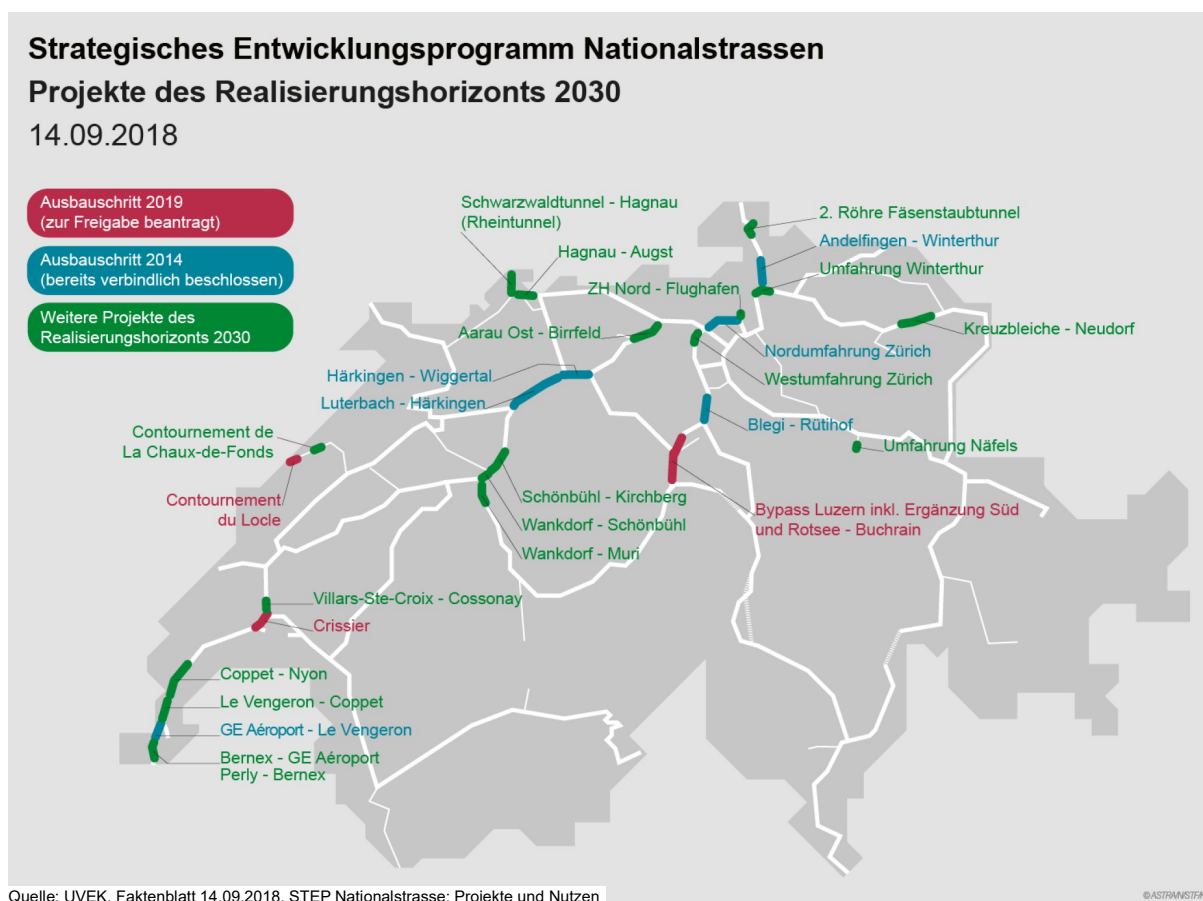 Strategisches Entwicklungsprogramm Nationalstrassen
Projekte des Realisierungshorizonts 2030
14.09.2018
Ausbauschritt 2019
(zur Freigabe beantragt)
Ausbauschritt 2014
(bereits verbindlich beschlossen)
Weitere Projekte des
Realisierungshorizonts 2030
Schwarzwaldtunnel - Hagnau
(Rheintunnel)
Hagnau - Augst
ZH Nord - Flughafen
Aarau Ost - Birrfeld
2. Röhre Fäsenstaubtunnel
Andelfingen - Winterthur
Umfahrung Winterthur
Kreuzbleiche - Neudorf
Nordumfahrung Zürich
Westumfahrung Zürich
Härkingen - Wiggertal
Luterbach - Härkingen
Blegi - Rütihof
Umfahrung Näfels
Contournement de
La Chaux-de-Fonds
Contournement
du Locle
Schönbühl - Kirchberg
Wankdorf - Schönbühl
Wankdorf - Muri
Bypass Luzern inkl. Ergänzung Süd
und Rotsee - Buchrain
Villars-Ste-Croix - Cossonay
Crissier
Coppet - Nyon
Le Vengeron - Coppet
GE Aéroport - Le Vengeron
Bernex - GE Aéroport
Perly - Bernex
Quelle: UVEK, Faktenblatt 14.09.2018, STEP Nationalstrasse: Projekte und Nutzen